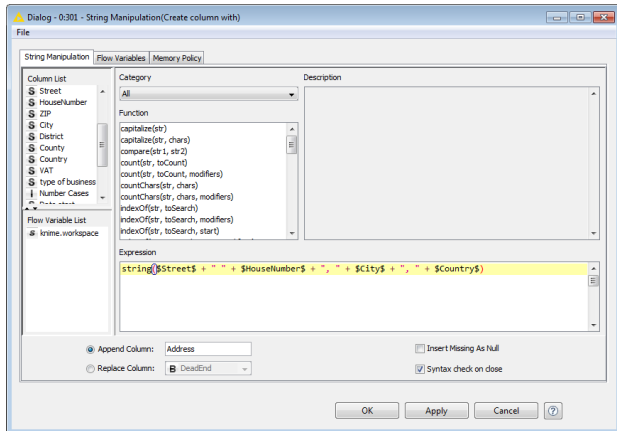 Dialog - 0:301 - String Manipulation(Create column with)
File
String Manipulation Flow Variables Memory Policy
Column List
S Street
S HouseNumber
S ZIP
S City
S District
S County
S Country
S VAT
S type of business
I Number Cases
Flow Variable List
s knime.workspace
Category
All
Function
capitalize(str)
capitalize(str, chars)
compare(str1, str2)
count(str, toCount)
count(str, toCount, modifiers)
countChars(str, chars)
countChars(str, chars, modifiers)
indexOf(str, toSearch)
indexOf(str, toSearch, modifiers)
indexOf(str, toSearch, start)
Description
Expression
string($Street$ + " " + $HouseNumber$ + ", " + $City$ + ", " + $Country$)
Append Column: Address
Insert Missing As Null
Replace Column: B DeadEnd
Syntax check on close
OK Apply Cancel ?